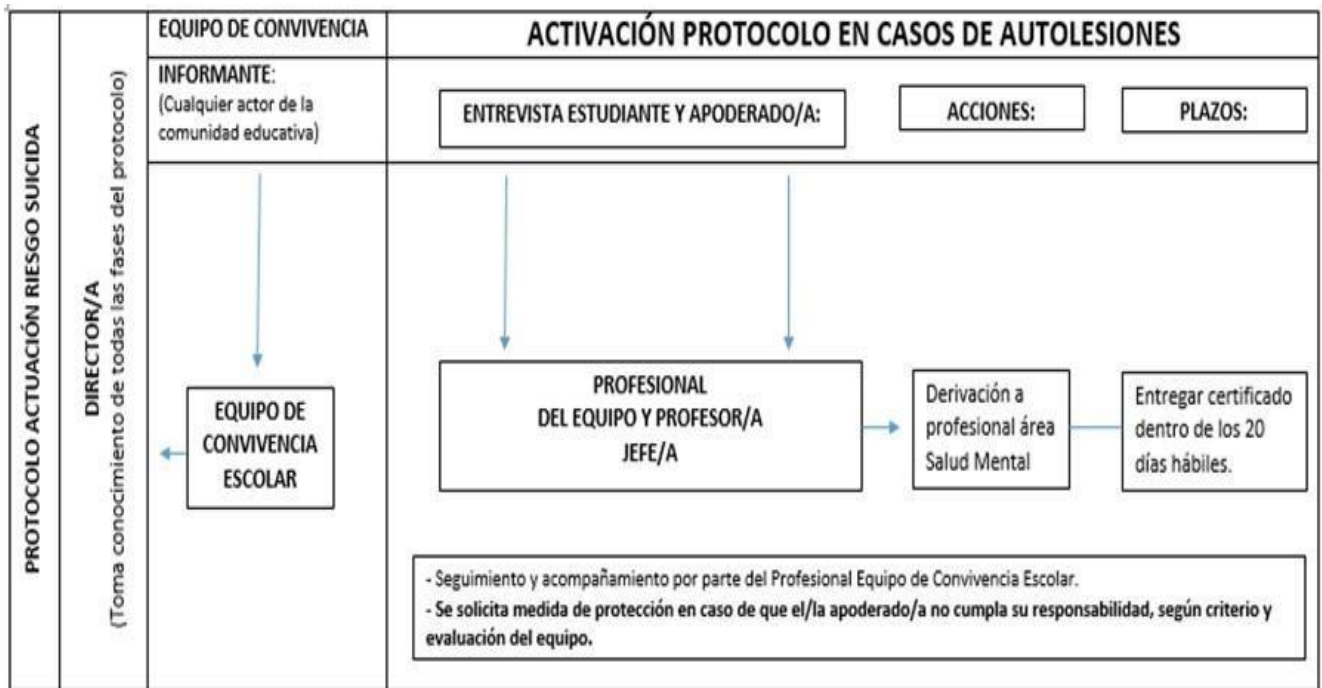 PROTOCOLO ACTUACIÓN RIESGO SUICIDA
DIRECTOR/A
(Toma conocimiento de todas las fases del protocolo)
EQUIPO DE CONVIVENCIA
ACTIVACIÓN PROTOCOLO EN CASOS DE AUTOLESIONES
INFORMANTE:
(Cualquier actor de la
comunidad educativa)
ENTREVISTA ESTUDIANTE Y APODERADO/A:
ACCIONES:
PLAZOS:
EQUIPO DE
CONVIVENCIA
ESCOLAR
PROFESIONAL
DEL EQUIPO Y PROFESOR/A
JEFE/A
Derivación a
profesional área
Salud Mental
Entregar certificado
dentro de los 20
días hábiles.
- Seguimiento y acompañamiento por parte del Profesional Equipo de Convivencia Escolar.
- Se solicita medida de protección en caso de que el/la apoderado/a no cumpla su responsabilidad, según criterio y
evaluación del equipo.